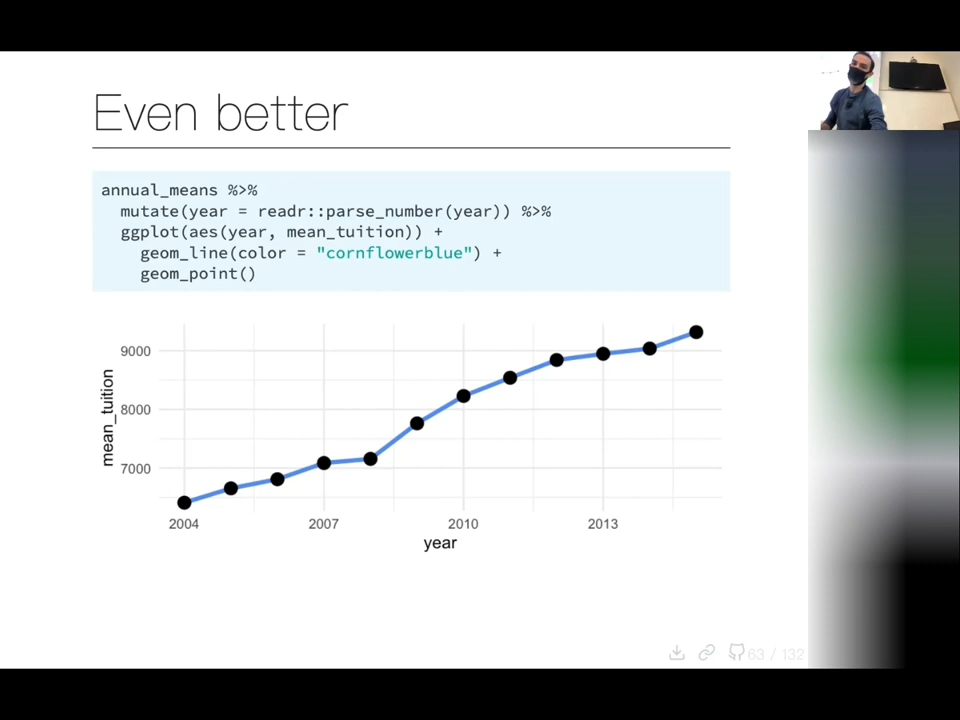 Even better
annual_means %>%
mutate(year = readr::parse_number(year)) %>%
ggplot(aes(year, mean_tuition)) +
geom_line(color = "cornflowerblue") +
geom_point()
mean_tuition
9000
8000
7000
2004 2007 2010 2013
year
63 / 132